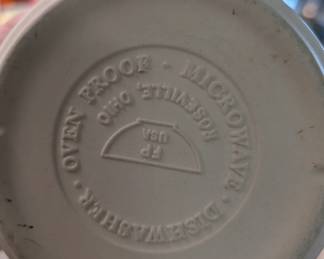 OVEN PROOF · MICROWAVE · DISHWASHER ·
FP
USA
ROSEVILLE, OHIO